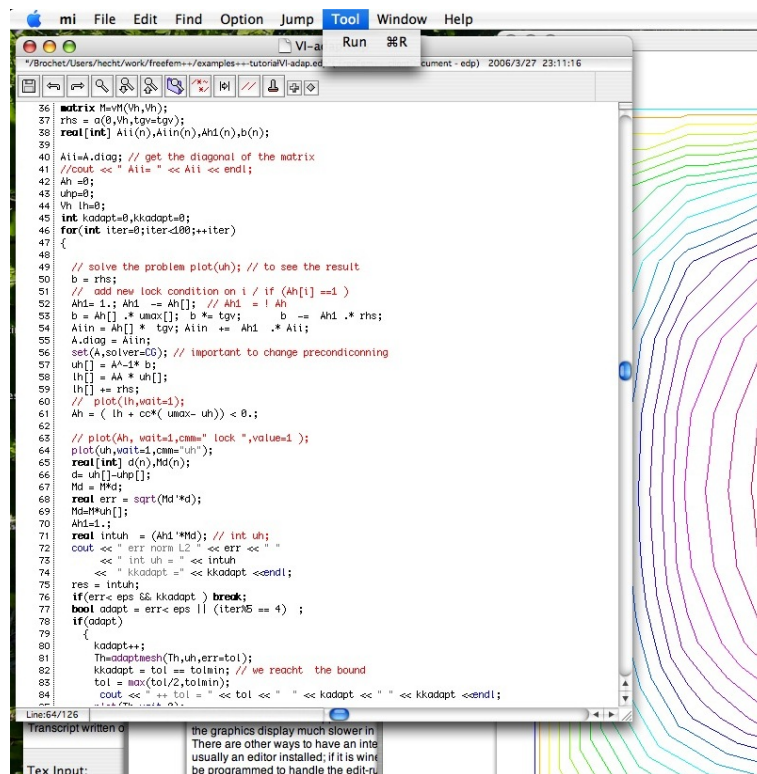 mi File Edit Find Option Jump Tool Window Help
Run ⌘R
VI-a
"/Brochet/Users/hecht/work/freefem++/examples++-tutorialVI-adap.ed cument - edp) 2006/3/27 23:11:16
36 matrix M=vM(Vh,Vh);
37 rhs = a(0,Vh,tgv=tgv);
38 real[int] Aii(n),Aiin(n),Ah1(n),b(n);
39
40 Aii=A.diag; // get the diagonal of the matrix
41 //cout << " Aii= " << Aii << endl;
42 Ah =0;
43 uhp=0;
44 Vh lh=0;
45 int kadapt=0,kkadapt=0;
46 for(int iter=0;iter<100;++iter)
47 {
48
49 // solve the problem plot(uh); // to see the result
50 b = rhs;
51 // add new lock condition on i / if (Ah[i] ==1 )
52 Ah1= 1.; Ah1 -= Ah[]; // Ah1 = ! Ah
53 b = Ah[] .* umax[]; b *= tgv; b -= Ah1 .* rhs;
54 Aiin = Ah[] * tgv; Aiin += Ah1 .* Aii;
55 A.diag = Aiin;
56 set(A,solver=CG); // important to change precondiconning
57 uh[] = A^-1* b;
58 lh[] = AA * uh[];
59 lh[] += rhs;
60 // plot(lh,wait=1);
61 Ah = ( lh + cc*( umax- uh)) < 0.;
62
63 // plot(Ah, wait=1,cmm=" lock ",value=1 );
64 plot(uh,wait=1,cmm="uh");
65 real[int] d(n),Md(n);
66 d= uh[]-uhp[];
67 Md = M*d;
68 real err = sqrt(Md'*d);
69 Md=M*uh[];
70 Ah1=1.;
71 real intuh = (Ah1'*Md); // int uh;
72 cout << " err norm L2 " << err << " "
73 << " int uh = " << intuh
74 << " kkadapt =" << kkadapt <<endl;
75 res = intuh;
76 if(err< eps && kkadapt ) break;
77 bool adapt = err< eps || (iter%5 == 4) ;
78 if(adapt)
79 {
80 kadapt++;
81 Th=adaptmesh(Th,uh,err=tol);
82 kkadapt = tol == tolmin; // we reacht the bound
83 tol = max(tol/2,tolmin);
84 cout << " ++ tol = " << tol << " " << kadapt << " " << kkadapt <<endl;
Line:64/126
Transcript written o
Tex Input:
the graphics display much slower in
There are other ways to have an inte
usually an editor installed; if it is wine
be programmed to handle the edit-ru